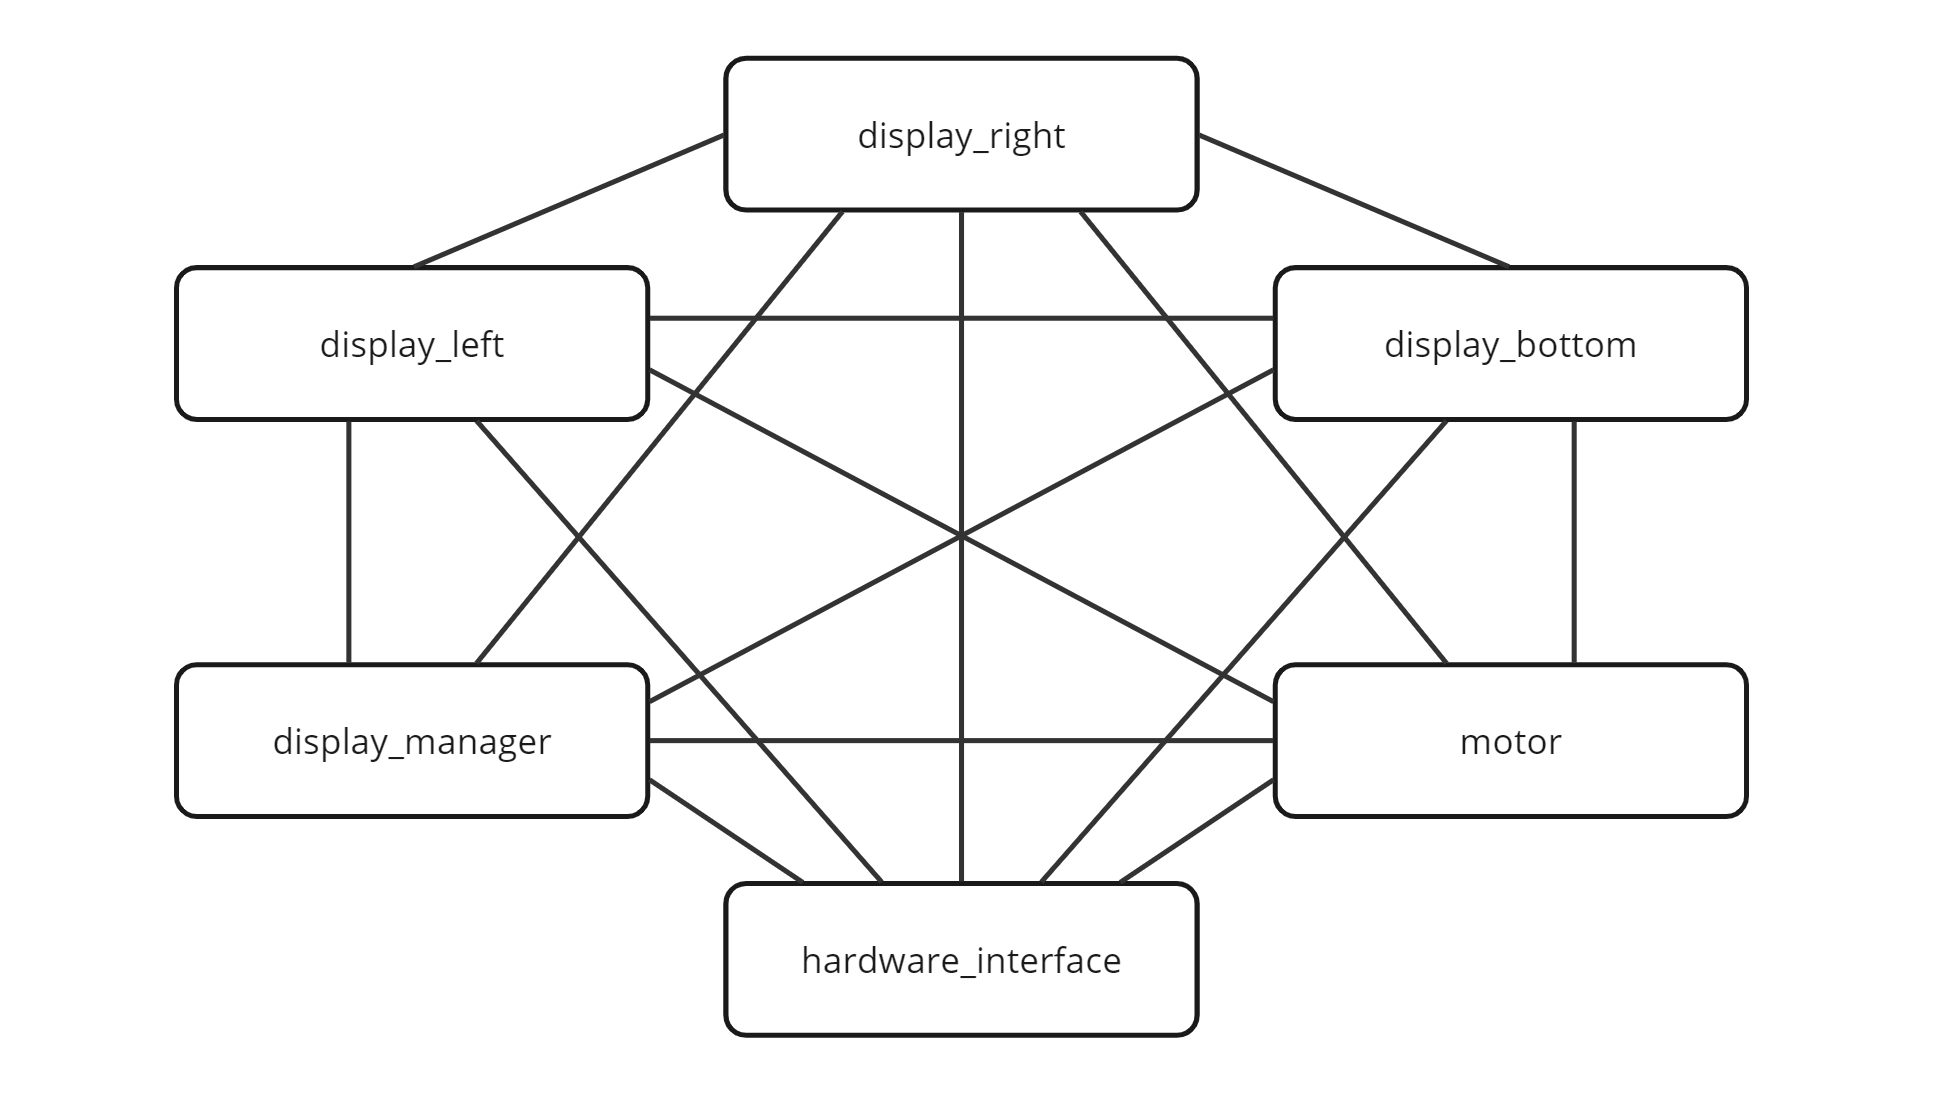 display_right
display_left
display_bottom
display_manager
motor
hardware_interface